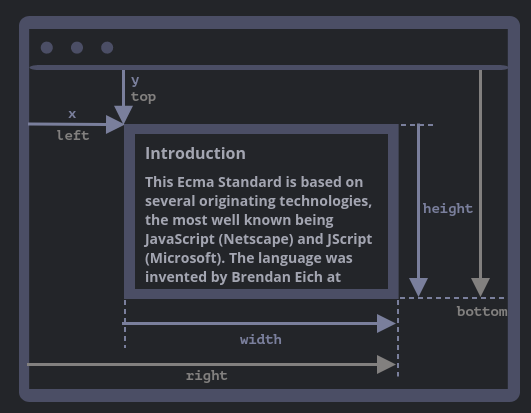 y
top
x
left
Introduction
This Ecma Standard is based on
several originating technologies,
the most well known being
JavaScript (Netscape) and JScript
(Microsoft). The language was
invented by Brendan Eich at
height
bottom
width
right